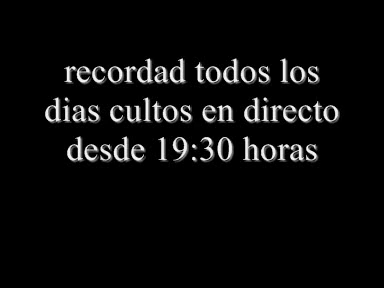 recordad todos los
dias cultos en directo
desde 19:30 horas